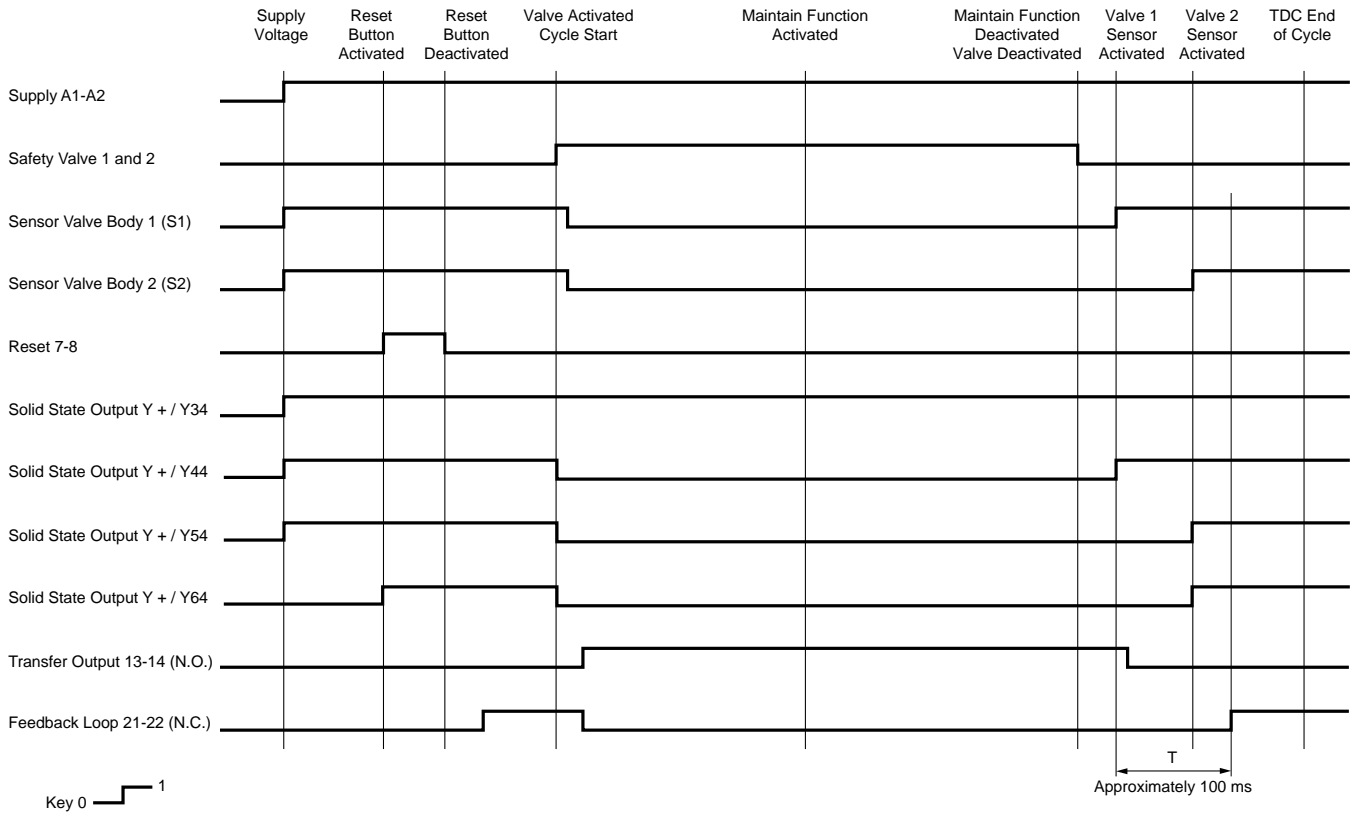 Supply
Voltage
Reset
Button
Activated
Reset
Button
Deactivated
Valve Activated
Cycle Start
Maintain Function
Activated
Maintain Function
Deactivated
Valve Deactivated
Valve 1
Sensor
Activated
Valve 2
Sensor
Activated
TDC End
of Cycle
Supply A1-A2
Safety Valve 1 and 2
Sensor Valve Body 1 (S1)
Sensor Valve Body 2 (S2)
Reset 7-8
Solid State Output Y + / Y34
Solid State Output Y + / Y44
Solid State Output Y + / Y54
Solid State Output Y + / Y64
Transfer Output 13-14 (N.O.)
Feedback Loop 21-22 (N.C.)
T
Approximately 100 ms
Key 0 1